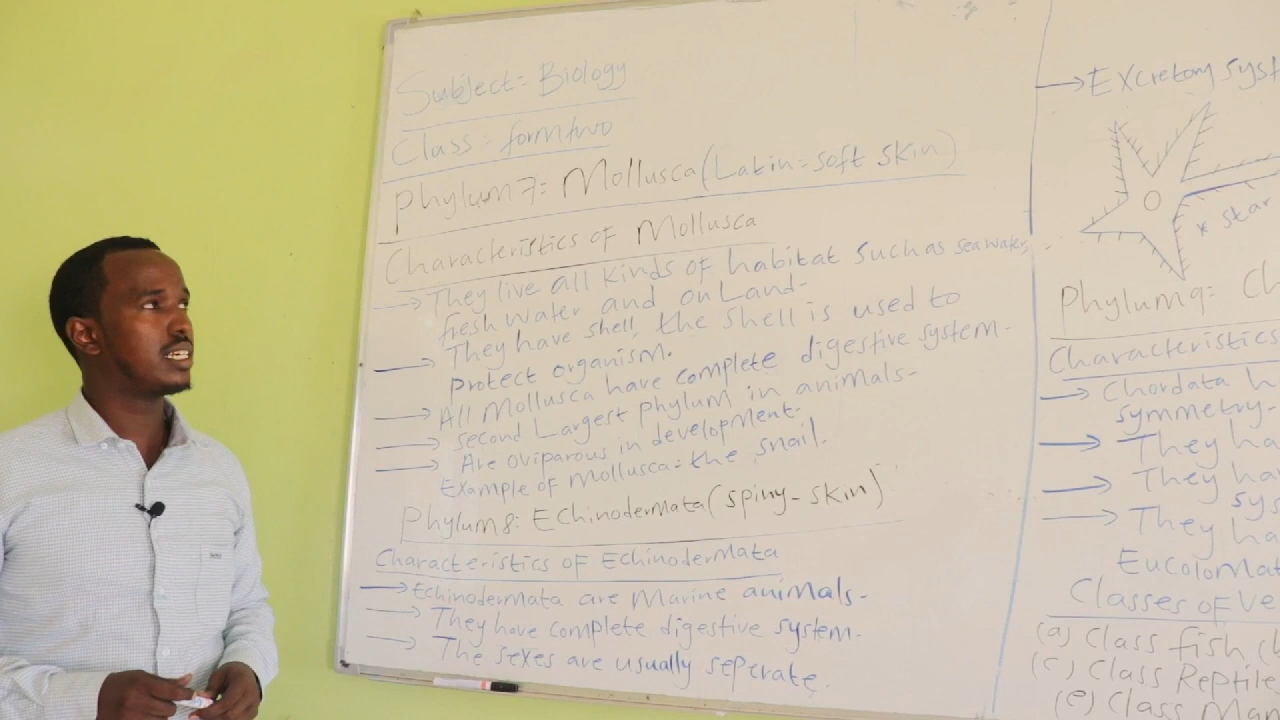 Subject = Biology
Class = form two
Phylum 7: Mollusca (Latin = soft skin)
Characteristics of Mollusca
→ They live all kinds of habitat such as sea water,
fresh water and on Land-
→ They have shell, the shell is used to
protect organism.
→ All Mollusca have complete digestive system-
→ second Largest phylum in animals-
→ Are oviparous in development.
Example of Mollusca = the snail.
Phylum 8: Echinodermata (spiny-skin)
Characteristics of Echinodermata
→ Echinodermata are Marine animals-
→ They have complete digestive system-
→ The sexes are usually seperate.
→ Excretory syst
* star
Phylum 9: Ch
Characteristics
→ Chordata h
symmetry-
→ They ha
→ They ha
sys
→ They ha
Eucolomat
Classes of Ve
(a) Class fish (
(c) Class Reptile
(e) Class Mam